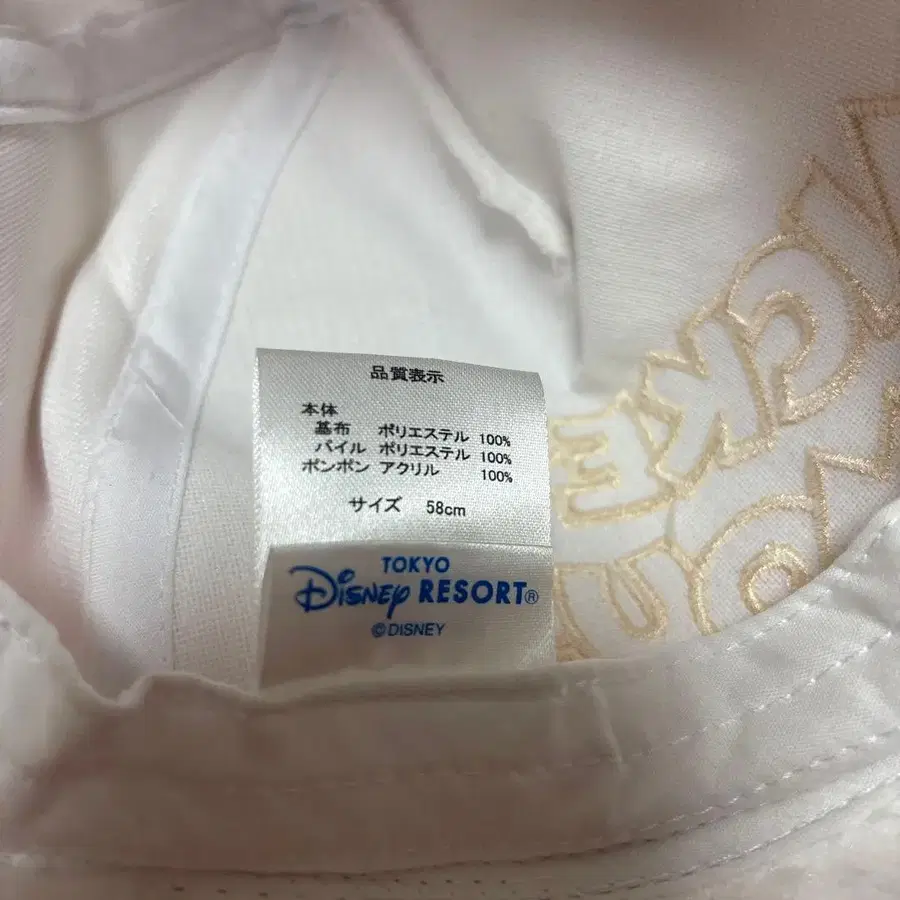 品質表示
本体
基布 ポリエステル 100%
パイル ポリエステル 100%
ポンポン アクリル 100%
サイズ 58cm
TOKYO
Disney RESORT®
©DISNEY
MICKEY
MOU